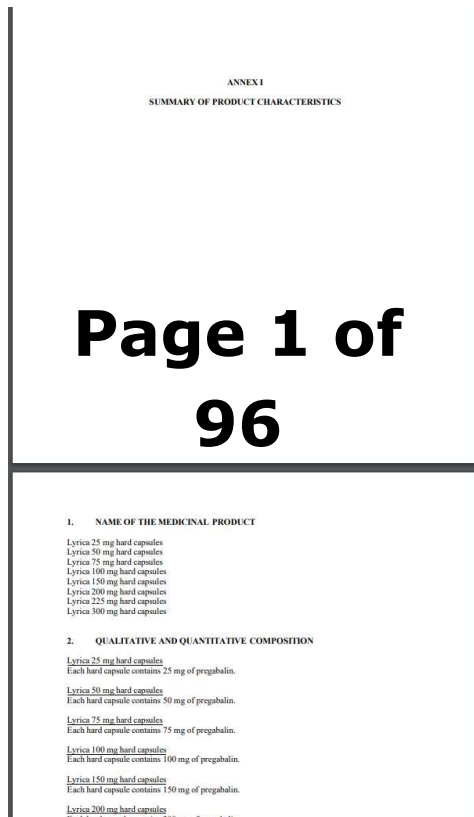 ANNEX I
SUMMARY OF PRODUCT CHARACTERISTICS
Page 1 of
96
1. NAME OF THE MEDICINAL PRODUCT
Lyrica 25 mg hard capsules
Lyrica 50 mg hard capsules
Lyrica 75 mg hard capsules
Lyrica 100 mg hard capsules
Lyrica 150 mg hard capsules
Lyrica 200 mg hard capsules
Lyrica 225 mg hard capsules
Lyrica 300 mg hard capsules
2. QUALITATIVE AND QUANTITATIVE COMPOSITION
Lyrica 25 mg hard capsules
Each hard capsule contains 25 mg of pregabalin.
Lyrica 50 mg hard capsules
Each hard capsule contains 50 mg of pregabalin.
Lyrica 75 mg hard capsules
Each hard capsule contains 75 mg of pregabalin.
Lyrica 100 mg hard capsules
Each hard capsule contains 100 mg of pregabalin.
Lyrica 150 mg hard capsules
Each hard capsule contains 150 mg of pregabalin.
Lyrica 200 mg hard capsules